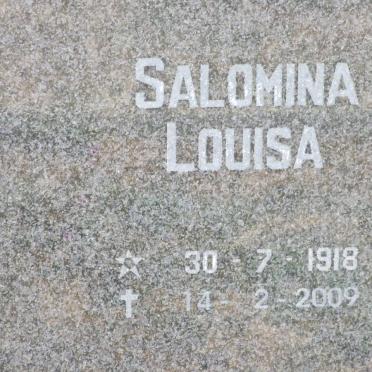 SALOMINA
LOUISA
☆ 30 - 7 - 1918
✝ 14 - 2 - 2009